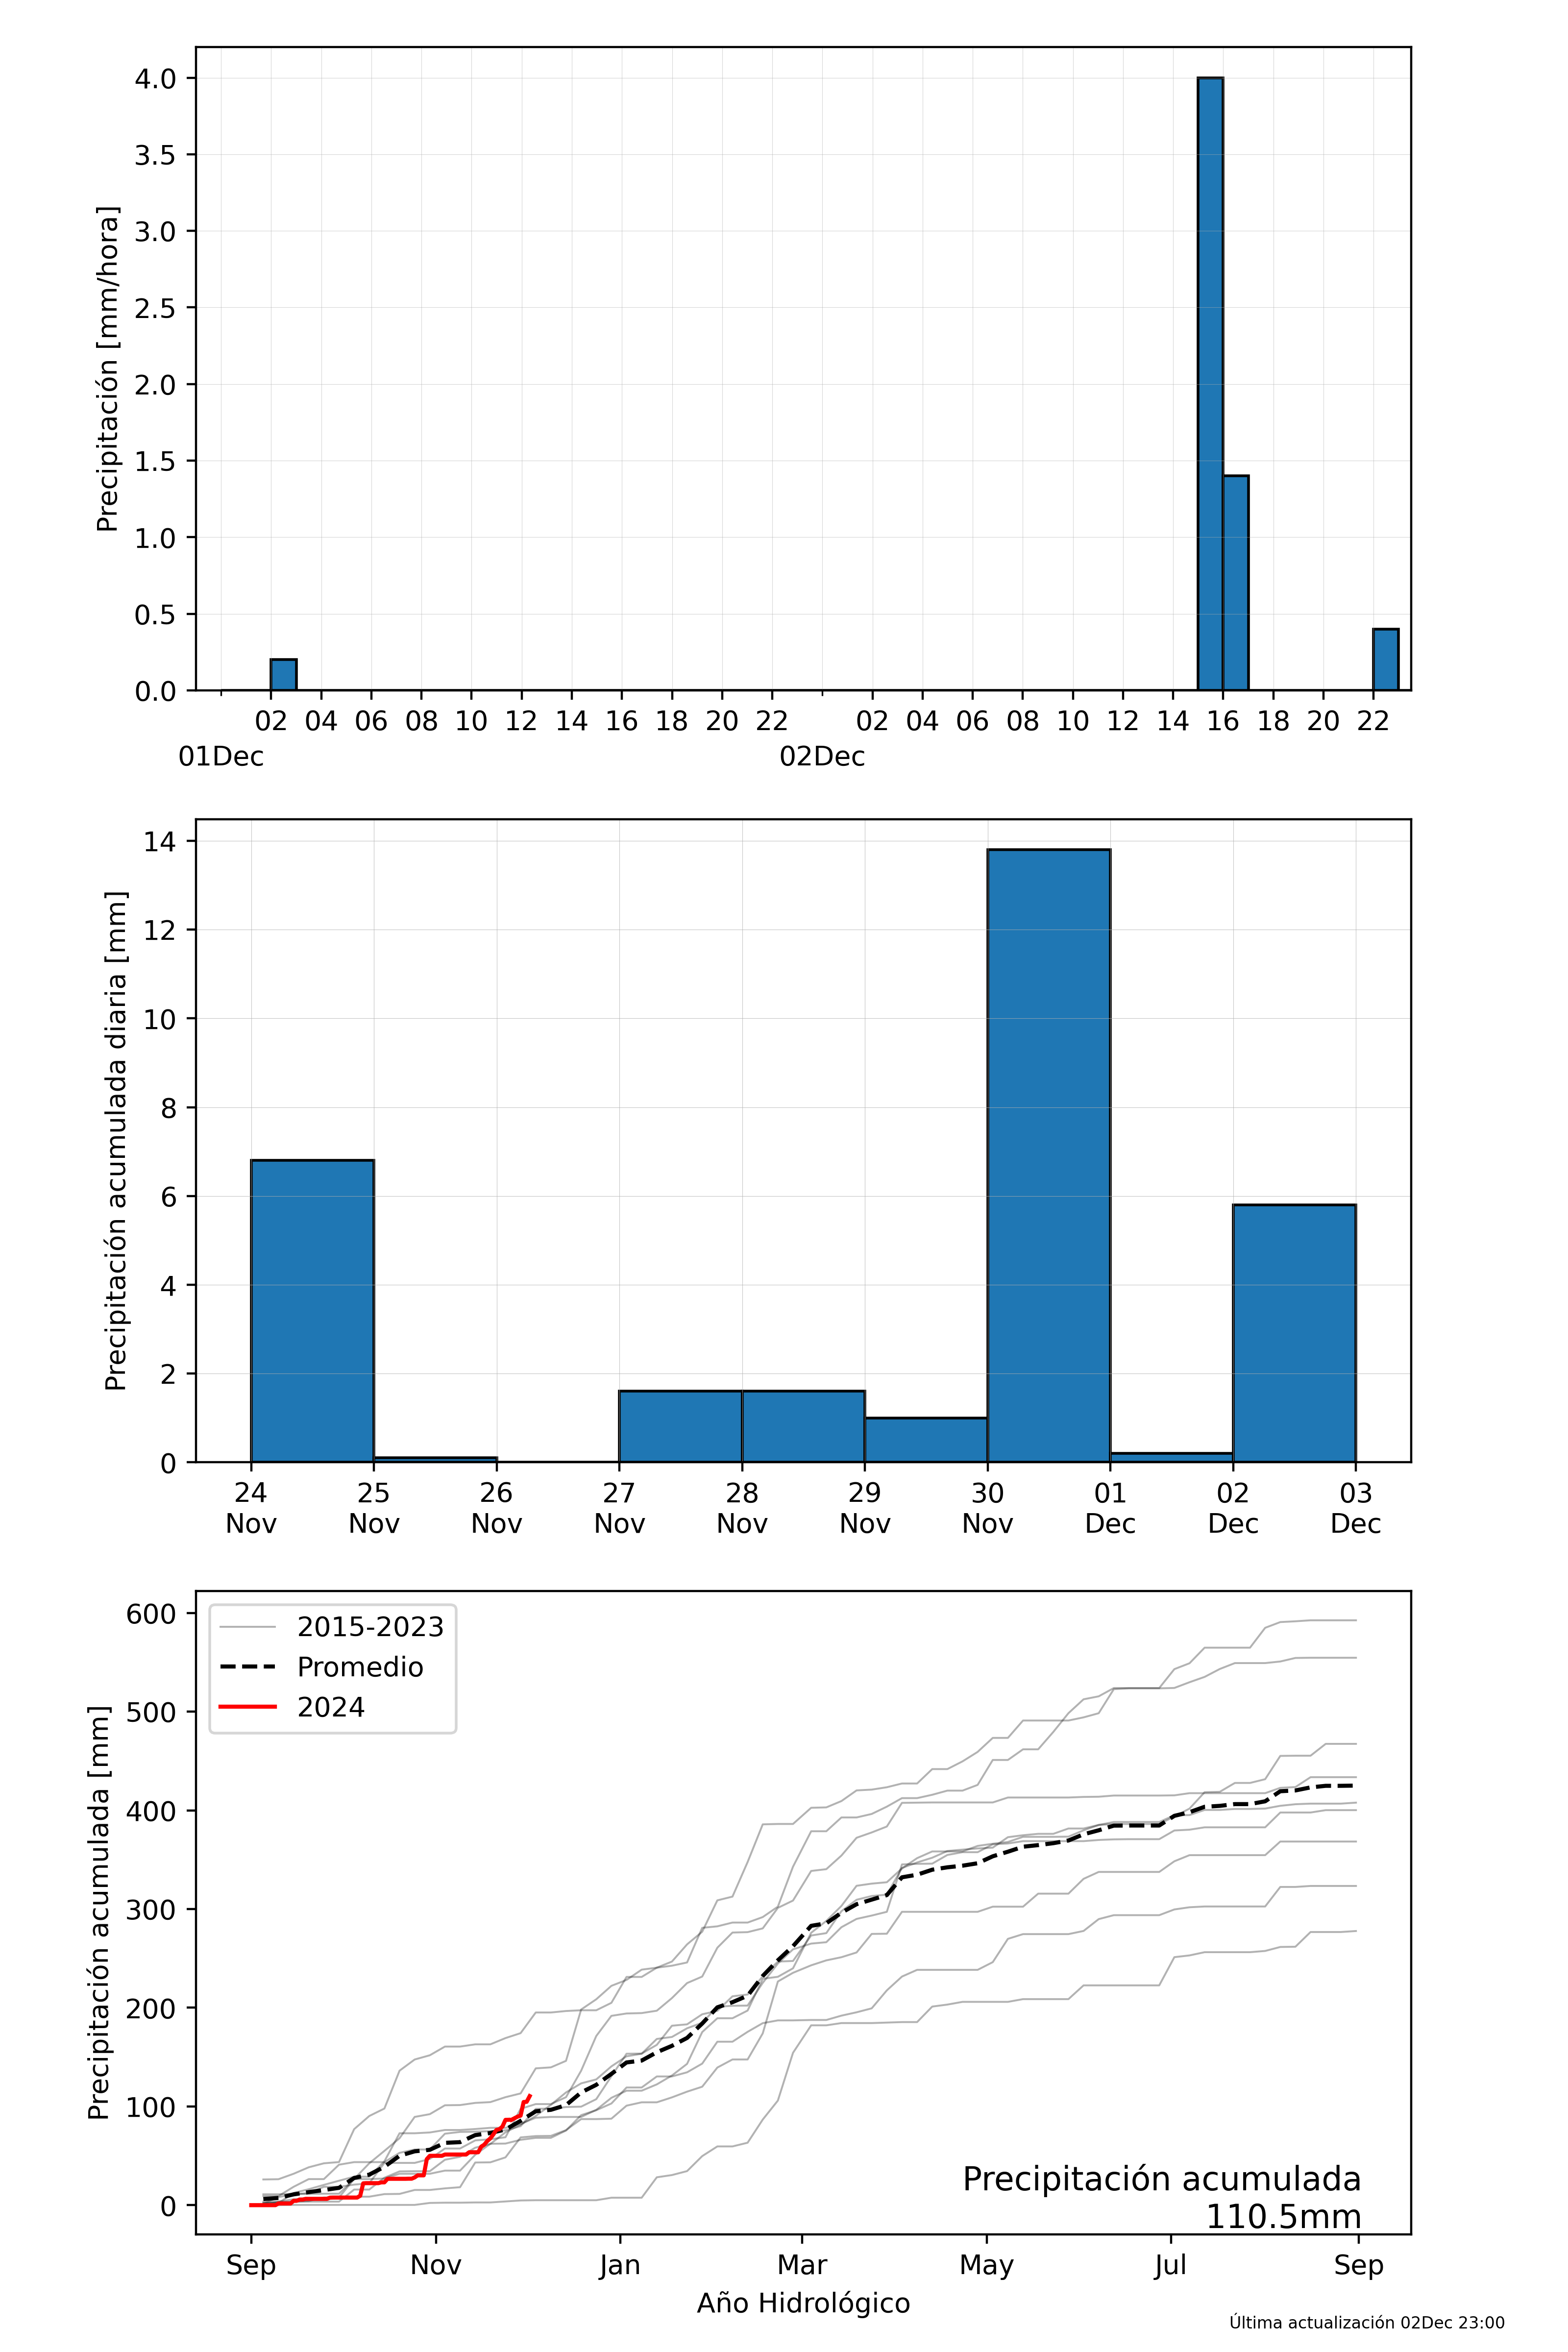 Precipitación [mm/hora]
4.0
3.5
3.0
2.5
2.0
1.5
1.0
0.5
0.0
02 04 06 08 10 12 14 16 18 20 22 02 04 06 08 10 12 14 16 18 20 22
01Dec 02Dec
Precipitación acumulada diaria [mm]
14
12
10
8
6
4
2
0
24 25 26 27 28 29 30 01 02 03
Nov Nov Nov Nov Nov Nov Nov Dec Dec Dec
Precipitación acumulada [mm]
600
500
400
300
200
100
0
2015-2023
Promedio
2024
Precipitación acumulada
110.5mm
Sep Nov Jan Mar May Jul Sep
Año Hidrológico
Última actualización 02Dec 23:00